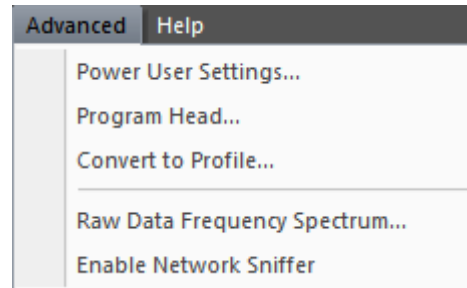 Advanced Help
Power User Settings...
Program Head...
Convert to Profile...
Raw Data Frequency Spectrum...
Enable Network Sniffer